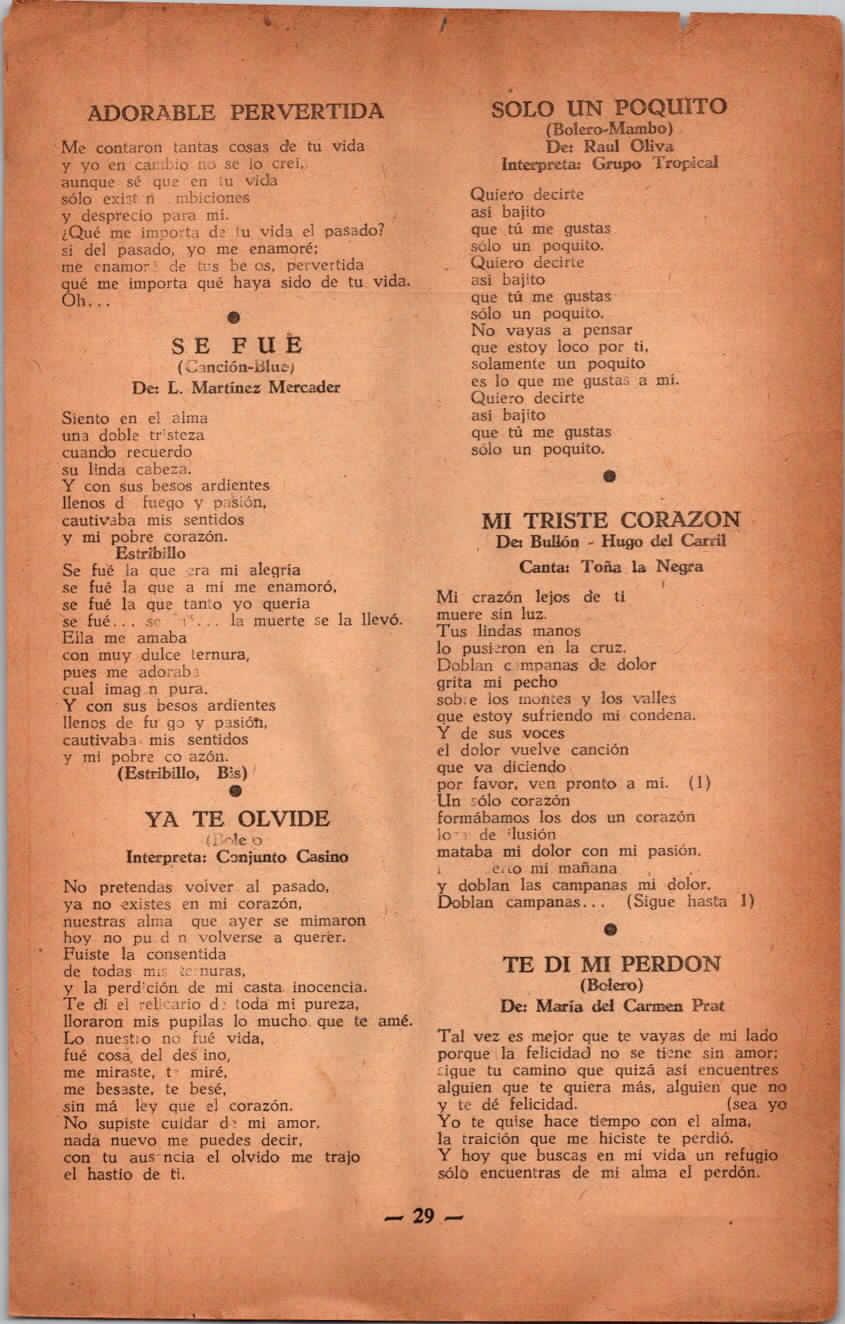 ADORABLE PERVERTIDA
Me contaron tantas cosas de tu vida
y yo en cambio no se lo creí,
aunque sé que en tu vida
sólo exist n mbiciones
y desprecio para mí.
¿Qué me importa de tu vida el pasado?
si del pasado, yo me enamoré;
me enamoré de tus be os, pervertida
qué me importa qué haya sido de tu vida.
Oh...
SE FUE
(Canción-Blue)
De: L. Martínez Mercader
Siento en el alma
una doble tristeza
cuando recuerdo
su linda cabeza.
Y con sus besos ardientes
llenos d fuego y pasión,
cautivaba mis sentidos
y mi pobre corazón.
Estribillo
Se fué la que era mi alegría
se fué la que a mí me enamoró,
se fué la que tanto yo quería
se fué... se ... la muerte se la llevó.
Ella me amaba
con muy dulce ternura,
pues me adoraba
cual imag n pura.
Y con sus besos ardientes
llenos de fu go y pasión,
cautivaba mis sentidos
y mi pobre co azón.
(Estribillo, Bis)
YA TE OLVIDE
(Bolero
Interpreta: Conjunto Casino
No pretendas volver al pasado,
ya no existes en mi corazón,
nuestras alma que ayer se mimaron
hoy no pu d n volverse a querer.
Fuiste la consentida
de todas mis ternuras,
y la perdición de mi casta inocencia.
Te dí el relicario de toda mi pureza,
lloraron mis pupilas lo mucho que te amé.
Lo nuestro no fué vida,
fué cosa del des ino,
me miraste, te miré,
me besaste, te besé,
sin má ley que el corazón.
No supiste cuidar de mi amor,
nada nuevo me puedes decir,
con tu aus ncia el olvido me trajo
el hastío de ti.
SOLO UN POQUITO
(Bolero-Mambo)
De: Raul Oliva
Interpreta: Grupo Tropical
Quiero decirte
así bajito
que tú me gustas
sólo un poquito.
Quiero decirte
así bajito
que tú me gustas
sólo un poquito.
No vayas a pensar
que estoy loco por ti,
solamente un poquito
es lo que me gustas a mí.
Quiero decirte
así bajito
que tú me gustas
sólo un poquito.
MI TRISTE CORAZON
De: Bullón - Hugo del Carril
Canta: Toña la Negra
Mi crazón lejos de ti
muere sin luz.
Tus lindas manos
lo pusieron en la cruz.
Doblan c mpanas de dolor
grita mi pecho
sobre los montes y los valles
que estoy sufriendo mi condena.
Y de sus voces
el dolor vuelve canción
que va diciendo
por favor, ven pronto a mí. (1)
Un sólo corazón
formábamos los dos un corazón
de ilusión
mataba mi dolor con mi pasión.
mi mañana
y doblan las campanas mi dolor.
Doblan campanas... (Sigue hasta 1)
TE DI MI PERDON
(Bolero)
De: María del Carmen Prat
Tal vez es mejor que te vayas de mi lado
porque la felicidad no se tiene sin amor;
sigue tu camino que quizá así encuentres
alguien que te quiera más, alguien que no
y te dé felicidad. (sea yo
Yo te quise hace tiempo con el alma,
la traición que me hiciste te perdió.
Y hoy que buscas en mi vida un refugio
sólo encuentras de mi alma el perdón.
— 29 —